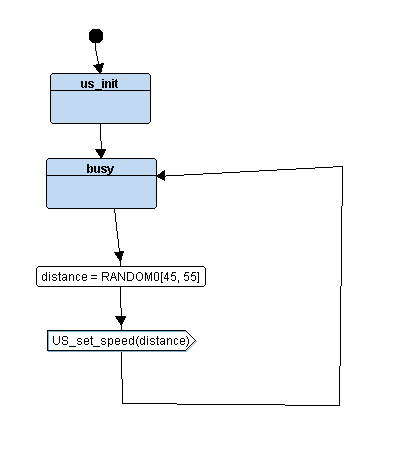 us_init
busy
distance = RANDOM0[45, 55]
US_set_speed(distance)